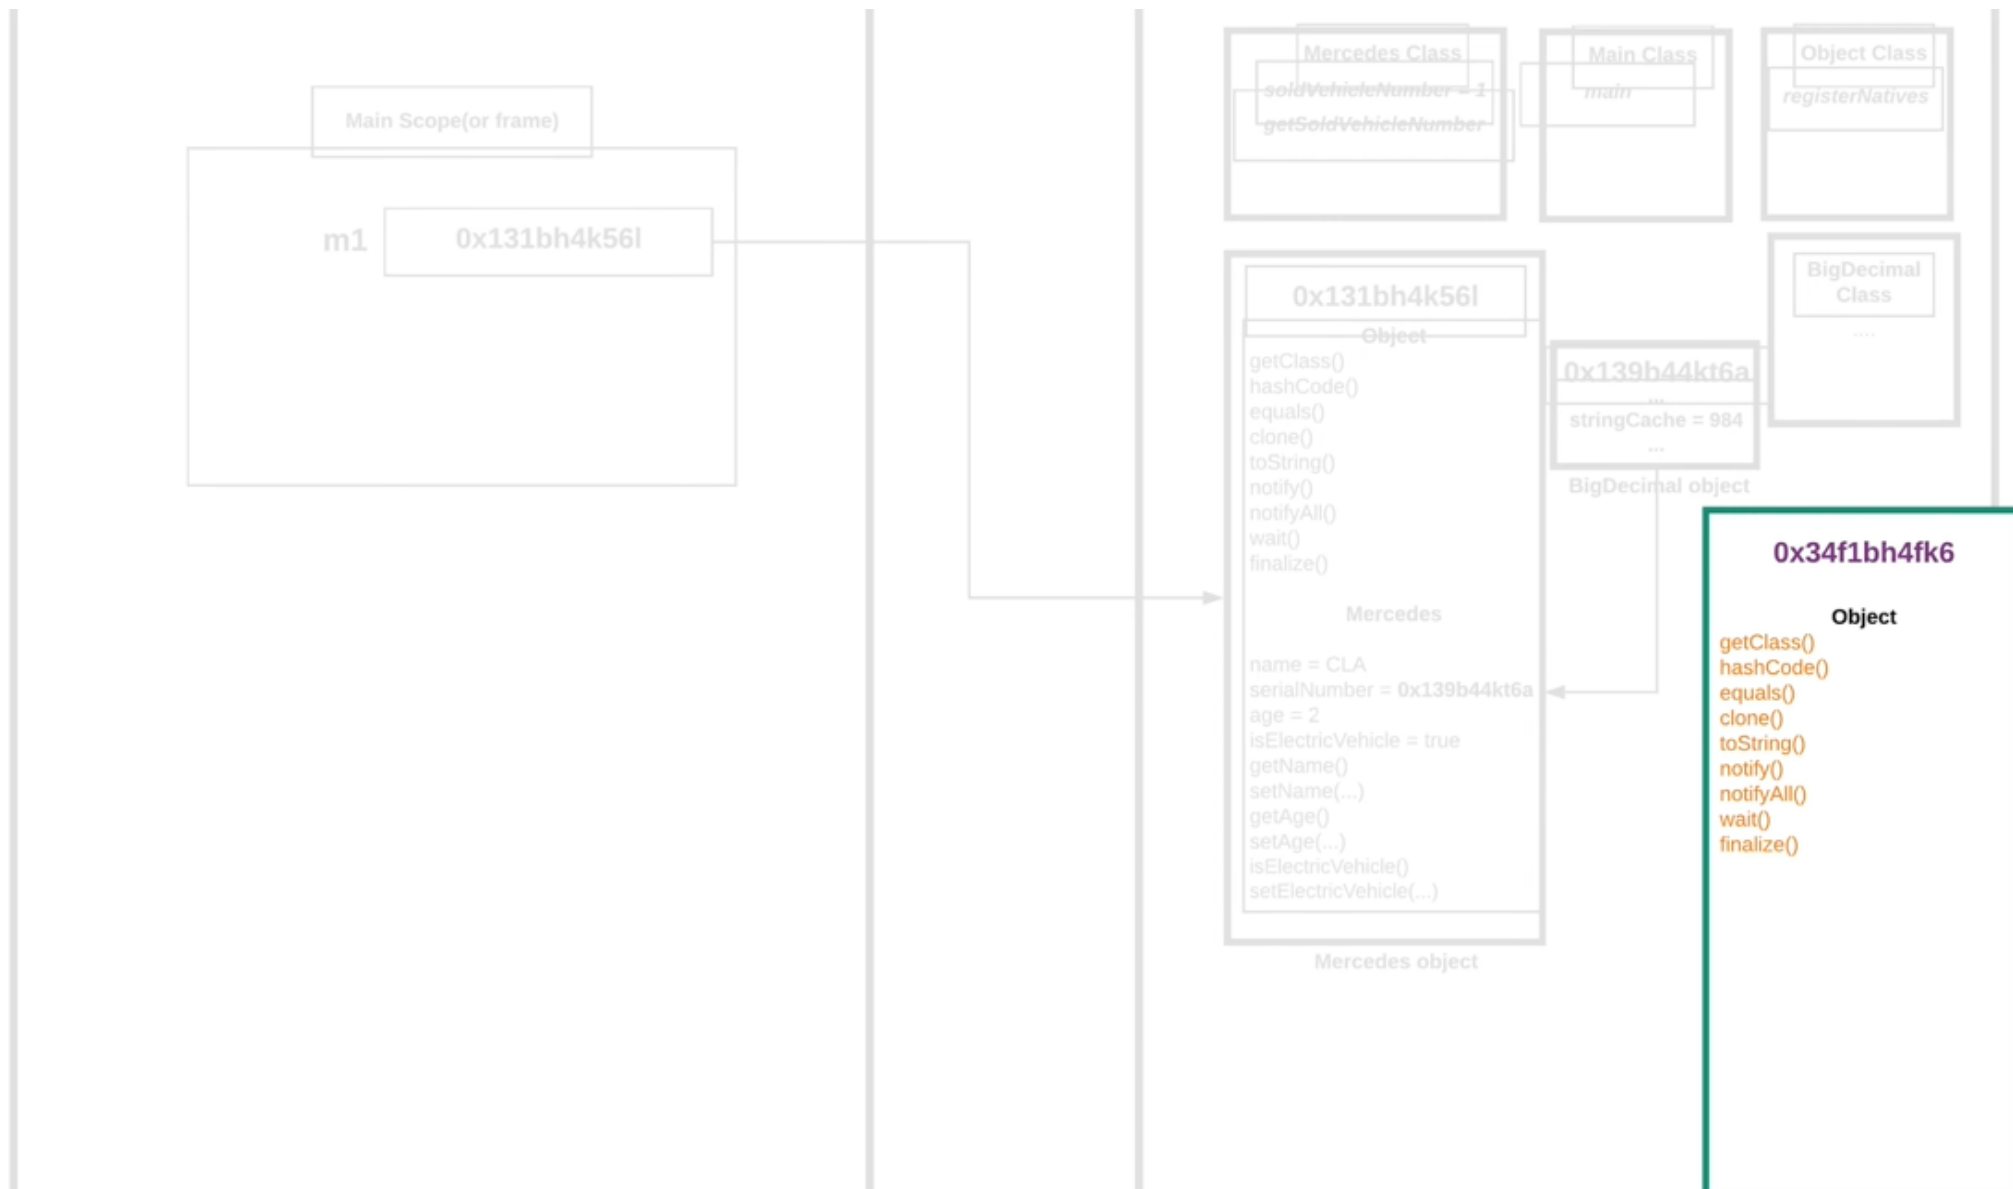 Main Scope(or frame)
m1
0x131bh4k56l
Mercedes Class
soldVehicleNumber = 1
getSoldVehicleNumber
Main Class
main
Object Class
registerNatives
0x131bh4k56l
Object
getClass()
hashCode()
equals()
clone()
toString()
notify()
notifyAll()
wait()
finalize()
Mercedes
name = CLA
serialNumber = 0x139b44kt6a
age = 2
isElectricVehicle = true
getName()
setName(...)
getAge()
setAge(...)
isElectricVehicle()
setElectricVehicle(...)
Mercedes object
0x139b44kt6a
...
stringCache = 984
...
BigDecimal object
BigDecimal
Class
....
0x34f1bh4fk6
Object
getClass()
hashCode()
equals()
clone()
toString()
notify()
notifyAll()
wait()
finalize()